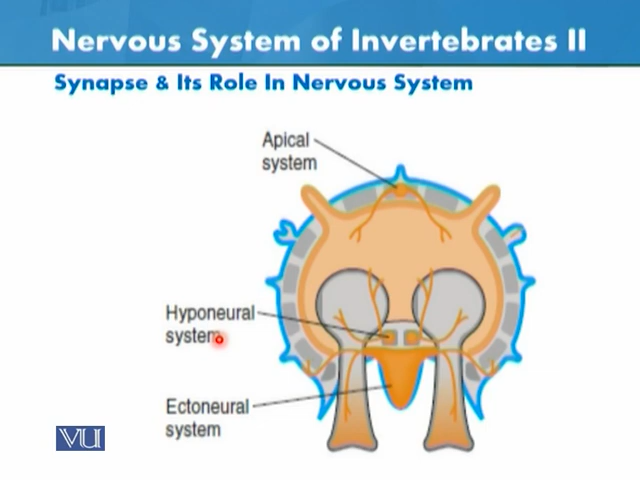 Nervous System of Invertebrates II
Synapse & Its Role In Nervous System
Apical
system
Hyponeural
system
Ectoneural
system
VU